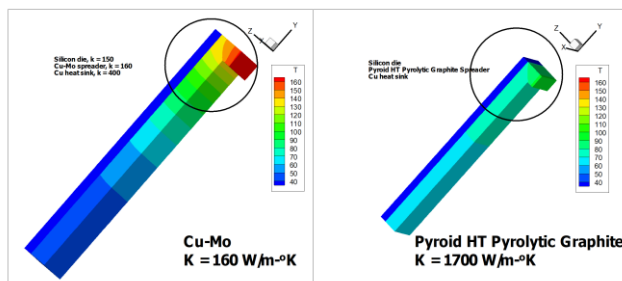 Silicon die, k = 150
Cu-Mo spreader, k = 160
Cu heat sink, k = 400
Z
Y
X
T
160
150
140
130
120
110
100
90
80
70
60
50
40
Cu-Mo
K = 160 W/m-ºK
Silicon die
Pyroid HT Pyrolytic Graphite Spreader
Cu heat sink
Z
Y
X
T
160
150
140
130
120
110
100
90
80
70
60
50
40
Pyroid HT Pyrolytic Graphite
K = 1700 W/m-ºK